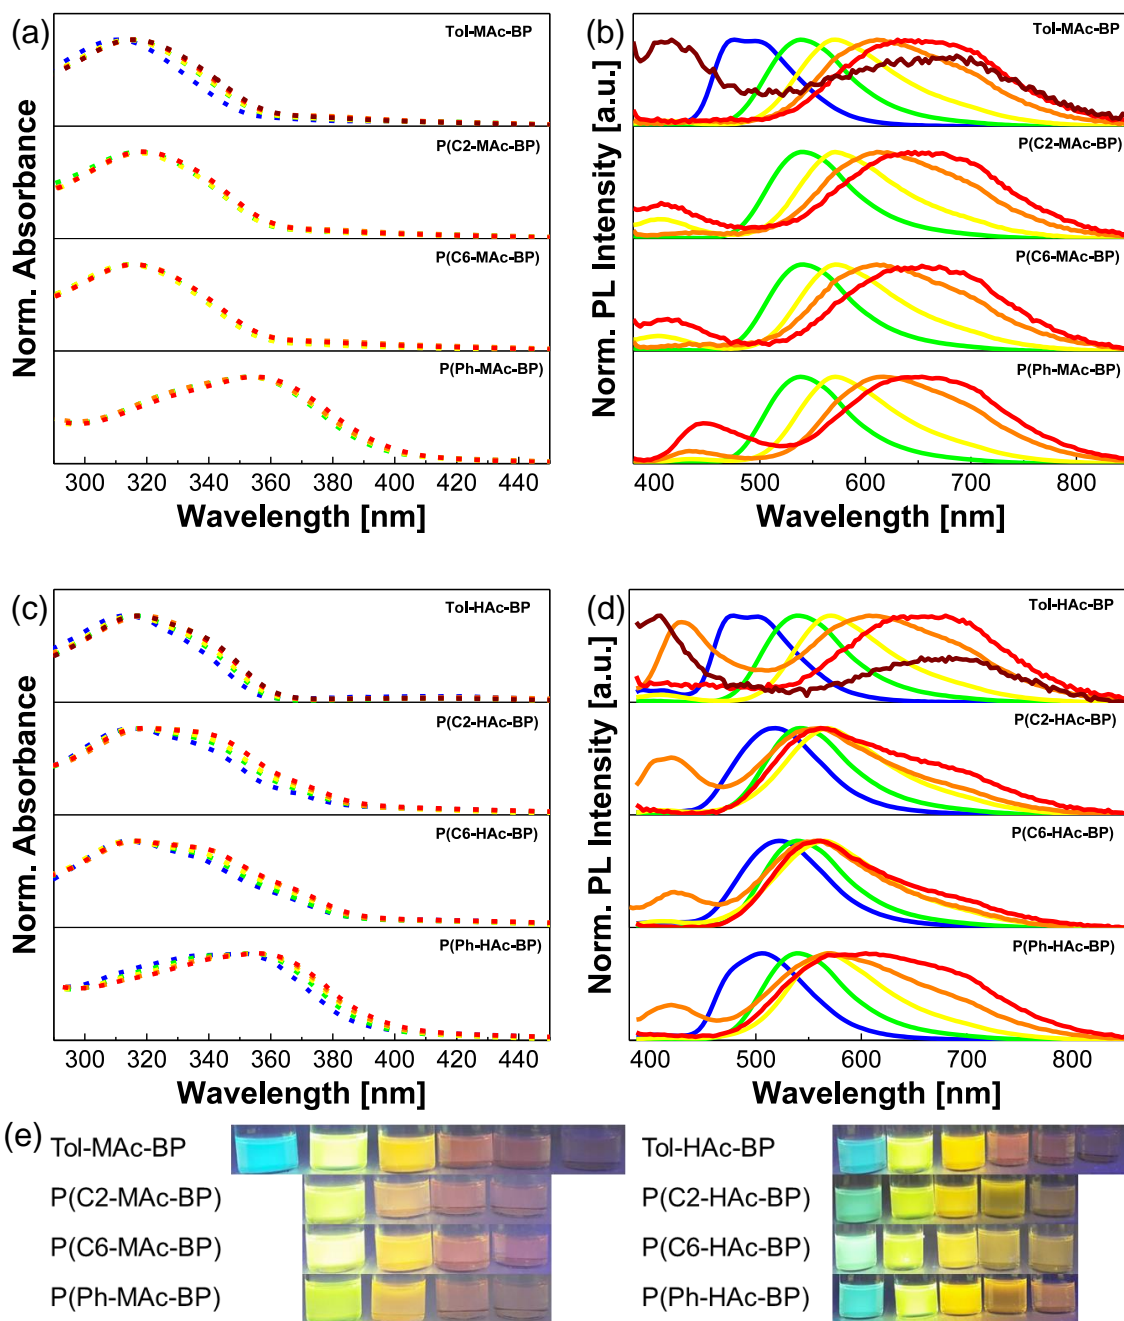 (a)
Tol-MAc-BP
P(C2-MAc-BP)
P(C6-MAc-BP)
P(Ph-MAc-BP)
Norm. Absorbance
300 320 340 360 380 400 420 440
Wavelength [nm]
(b)
Tol-MAc-BP
P(C2-MAc-BP)
P(C6-MAc-BP)
P(Ph-MAc-BP)
Norm. PL Intensity [a.u.]
400 500 600 700 800
Wavelength [nm]
(c)
Tol-HAc-BP
P(C2-HAc-BP)
P(C6-HAc-BP)
P(Ph-HAc-BP)
Norm. Absorbance
300 320 340 360 380 400 420 440
Wavelength [nm]
(d)
Tol-HAc-BP
P(C2-HAc-BP)
P(C6-HAc-BP)
P(Ph-HAc-BP)
Norm. PL Intensity [a.u.]
400 500 600 700 800
Wavelength [nm]
(e)
Tol-MAc-BP
P(C2-MAc-BP)
P(C6-MAc-BP)
P(Ph-MAc-BP)
Tol-HAc-BP
P(C2-HAc-BP)
P(C6-HAc-BP)
P(Ph-HAc-BP)